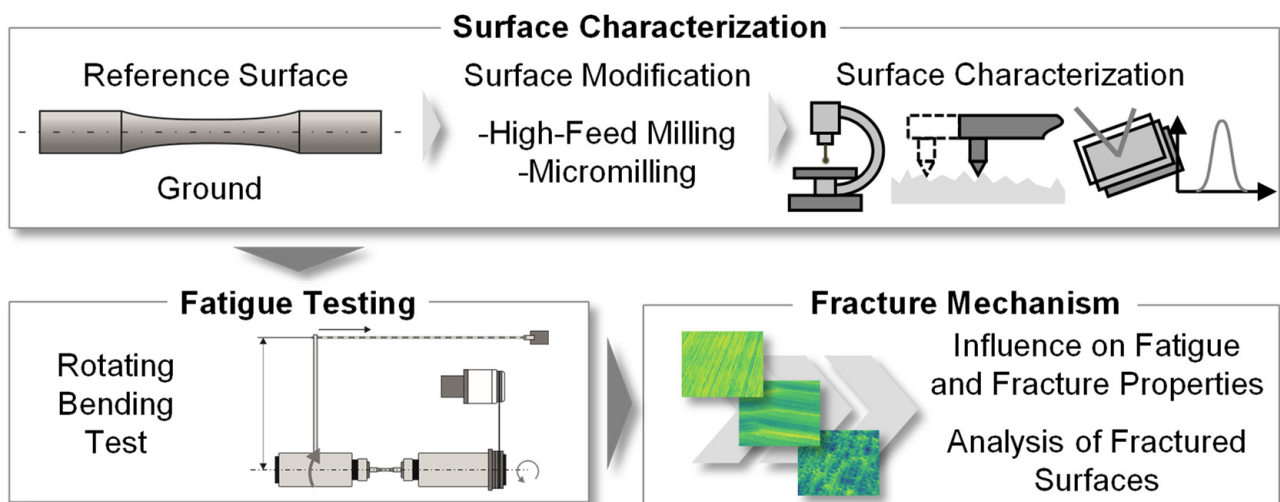 Surface Characterization
Reference Surface
Ground
Surface Modification
-High-Feed Milling
-Micromilling
Surface Characterization
Fatigue Testing
Rotating
Bending
Test
Fracture Mechanism
Influence on Fatigue
and Fracture Properties
Analysis of Fractured
Surfaces